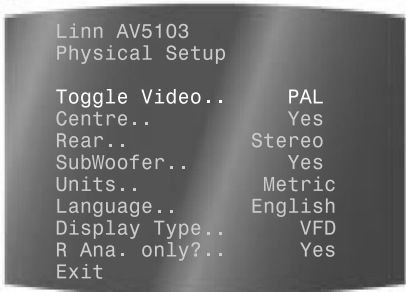 Linn AV5103
Physical Setup
Toggle Video.. PAL
Centre.. Yes
Rear.. Stereo
SubWoofer.. Yes
Units.. Metric
Language.. English
Display Type.. VFD
R Ana. only?.. Yes
Exit